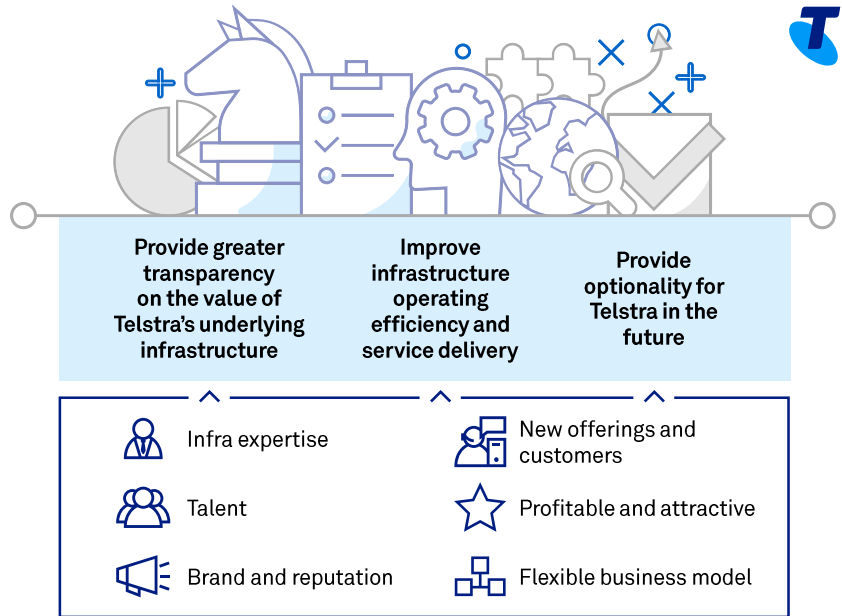 T
Provide greater
transparency
on the value of
Telstra's underlying
infrastructure
Improve
infrastructure
operating
efficiency and
service delivery
Provide
optionality for
Telstra in the
future
Infra expertise
Talent
Brand and reputation
New offerings and
customers
Profitable and attractive
Flexible business model